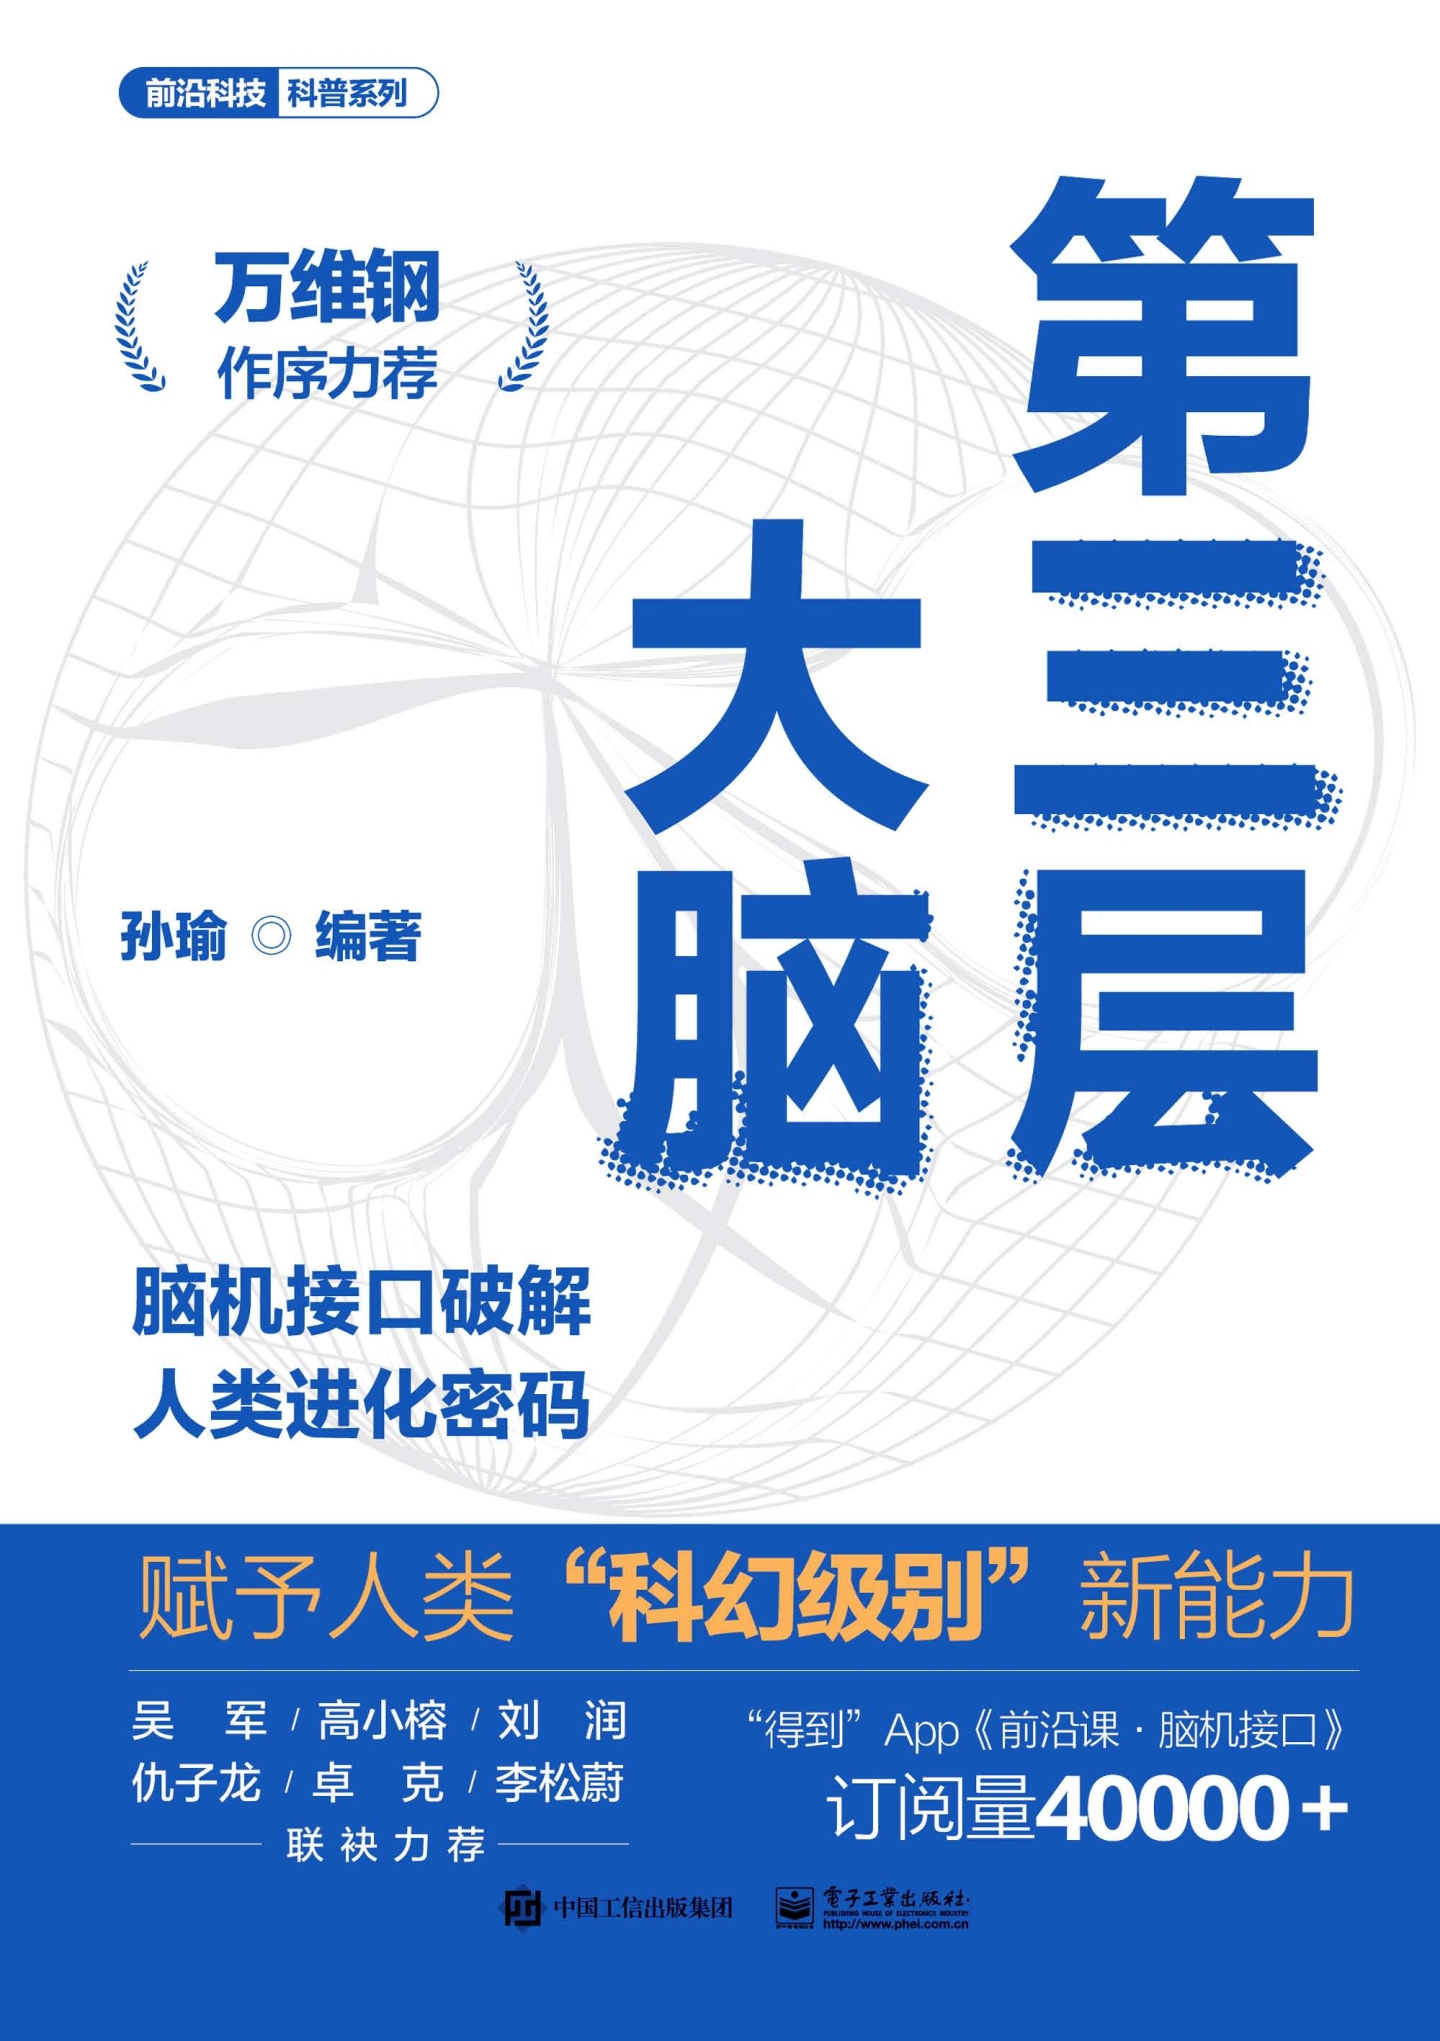 前沿科技 科普系列
万维钢
作序力荐
第三层
大脑
孙瑜 ◎ 编著
脑机接口破解
人类进化密码
赋予人类“科幻级别”新能力
吴军 / 高小榕 / 刘润
仇子龙 / 卓克 / 李松蔚
联袂力荐
“得到”App《前沿课·脑机接口》
订阅量40000+
中国工信出版集团
電子工業出版社
PUBLISHING HOUSE OF ELECTRONICS INDUSTRY
http://www.phei.com.cn